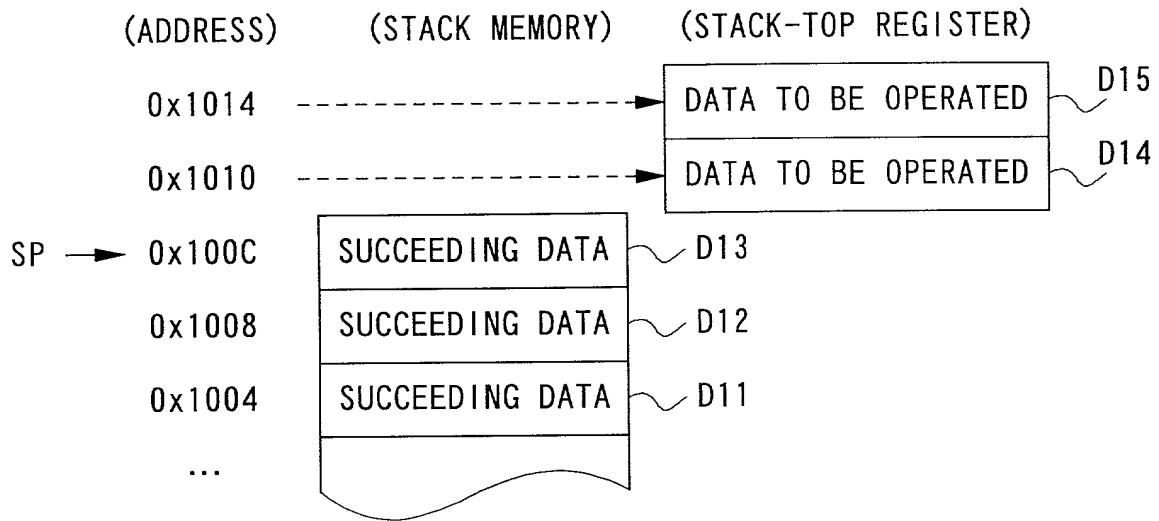 (ADDRESS) (STACK MEMORY) (STACK-TOP REGISTER)
0x1014 DATA TO BE OPERATED D15
0x1010 DATA TO BE OPERATED D14
SP 0x100C SUCCEEDING DATA D13
0x1008 SUCCEEDING DATA D12
0x1004 SUCCEEDING DATA D11
...